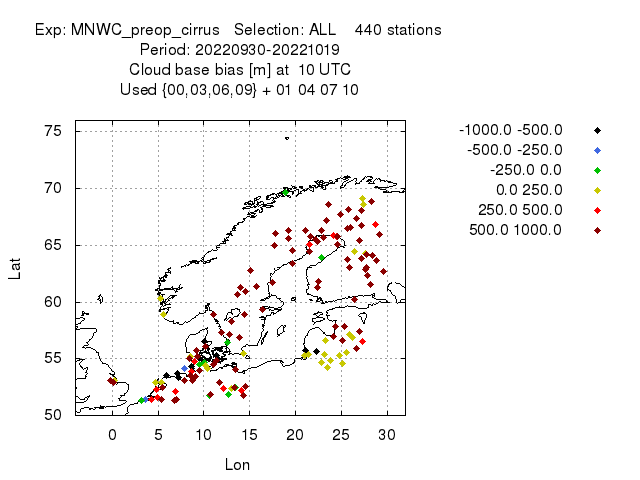 Exp: MNWC_preop_cirrus   Selection: ALL    440 stations
Period: 20220930-20221019
Cloud base bias [m] at  10 UTC
Used {00,03,06,09} + 01 04 07 10
-1000.0 -500.0
-500.0 -250.0
-250.0 0.0
0.0 250.0
250.0 500.0
500.0 1000.0
75
70
65
60
55
50
Lat
0 5 10 15 20 25 30
Lon